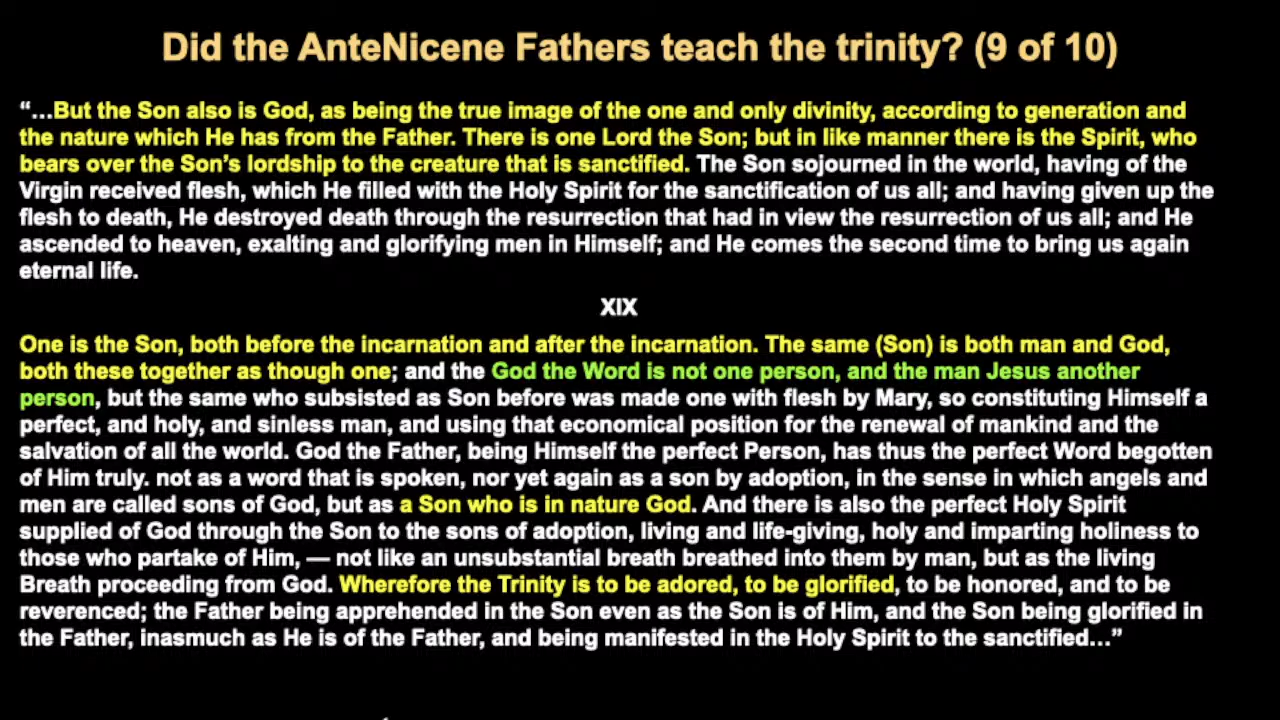 Did the AnteNicene Fathers teach the trinity? (9 of 10)
“…But the Son also is God, as being the true image of the one and only divinity, according to generation and
the nature which He has from the Father. There is one Lord the Son; but in like manner there is the Spirit, who
bears over the Son’s lordship to the creature that is sanctified. The Son sojourned in the world, having of the
Virgin received flesh, which He filled with the Holy Spirit for the sanctification of us all; and having given up the
flesh to death, He destroyed death through the resurrection that had in view the resurrection of us all; and He
ascended to heaven, exalting and glorifying men in Himself; and He comes the second time to bring us again
eternal life.
XIX
One is the Son, both before the incarnation and after the incarnation. The same (Son) is both man and God,
both these together as though one; and the God the Word is not one person, and the man Jesus another
person, but the same who subsisted as Son before was made one with flesh by Mary, so constituting Himself a
perfect, and holy, and sinless man, and using that economical position for the renewal of mankind and the
salvation of all the world. God the Father, being Himself the perfect Person, has thus the perfect Word begotten
of Him truly. not as a word that is spoken, nor yet again as a son by adoption, in the sense in which angels and
men are called sons of God, but as a Son who is in nature God. And there is also the perfect Holy Spirit
supplied of God through the Son to the sons of adoption, living and life-giving, holy and imparting holiness to
those who partake of Him, — not like an unsubstantial breath breathed into them by man, but as the living
Breath proceeding from God. Wherefore the Trinity is to be adored, to be glorified, to be honored, and to be
reverenced; the Father being apprehended in the Son even as the Son is of Him, and the Son being glorified in
the Father, inasmuch as He is of the Father, and being manifested in the Holy Spirit to the sanctified…”